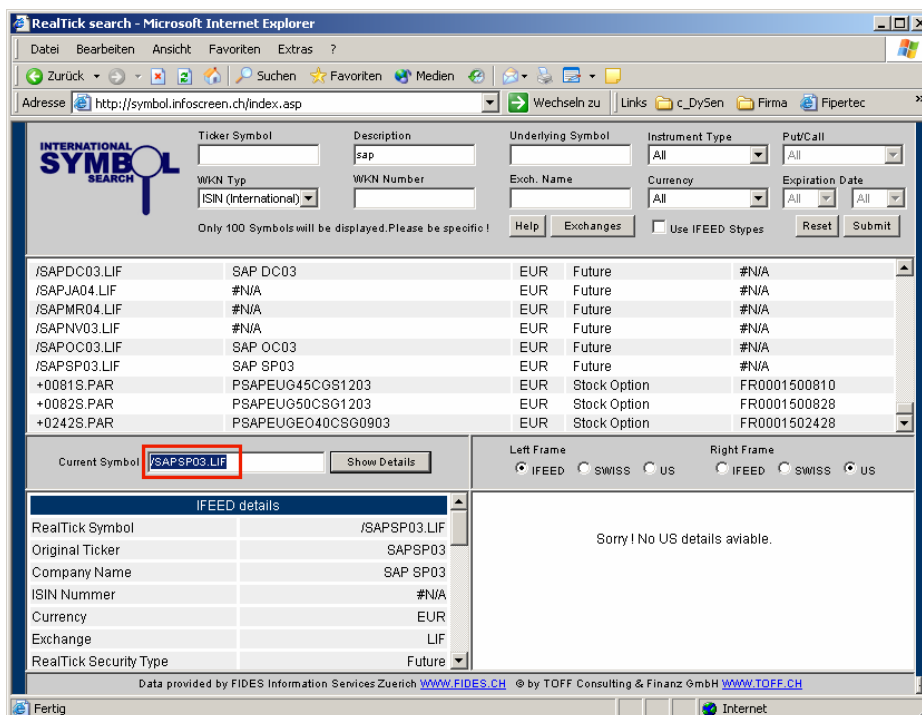 RealTick search - Microsoft Internet Explorer
Datei Bearbeiten Ansicht Favoriten Extras ?
Zurück Suchen Favoriten Medien
Adresse http://symbol.infoscreen.ch/index.asp Wechseln zu Links c_DySen Firma Fipertec »
INTERNATIONAL
SYMBOL
SEARCH
Ticker Symbol Description Underlying Symbol Instrument Type Put/Call
sap All All
WKN Typ WKN Number Exch. Name Currency Expiration Date
ISIN (International) All All All
Only 100 Symbols will be displayed.Please be specific ! Help Exchanges Use IFEED Stypes Reset Submit
/SAPDC03.LIF SAP DC03 EUR Future #N/A
/SAPJA04.LIF #N/A EUR Future #N/A
/SAPMR04.LIF #N/A EUR Future #N/A
/SAPNV03.LIF #N/A EUR Future #N/A
/SAPOC03.LIF SAP OC03 EUR Future #N/A
/SAPSP03.LIF SAP SP03 EUR Future #N/A
+0081S.PAR PSAPEUG45CGS1203 EUR Stock Option FR0001500810
+0082S.PAR PSAPEUG50CSG1203 EUR Stock Option FR0001500828
+0242S.PAR PSAPEUGEO40CSG0903 EUR Stock Option FR0001502428
Current Symbol /SAPSP03.LIF Show Details
Left Frame Right Frame
IFEED SWISS US IFEED SWISS US
IFEED details
RealTick Symbol /SAPSP03.LIF
Original Ticker SAPSP03
Company Name SAP SP03
ISIN Nummer #N/A
Currency EUR
Exchange LIF
RealTick Security Type Future
Sorry ! No US details aviable.
Data provided by FIDES Information Services Zuerich WWW.FIDES.CH © by TOFF Consulting & Finanz GmbH WWW.TOFF.CH
Fertig Internet